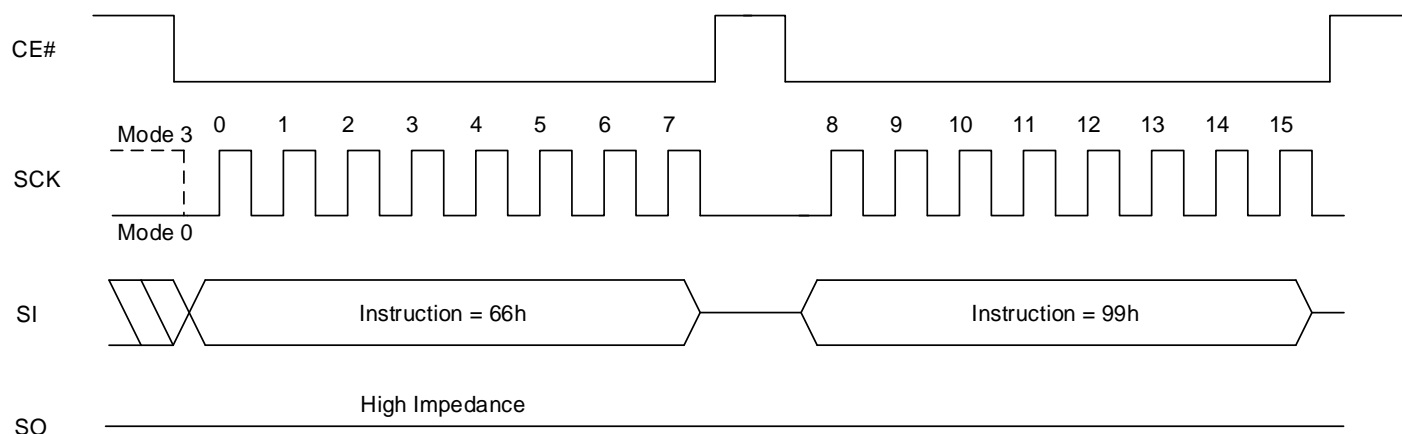 CE#
Mode 3
0 1 2 3 4 5 6 7 8 9 10 11 12 13 14 15
SCK
Mode 0
SI
Instruction = 66h
Instruction = 99h
High Impedance
SO